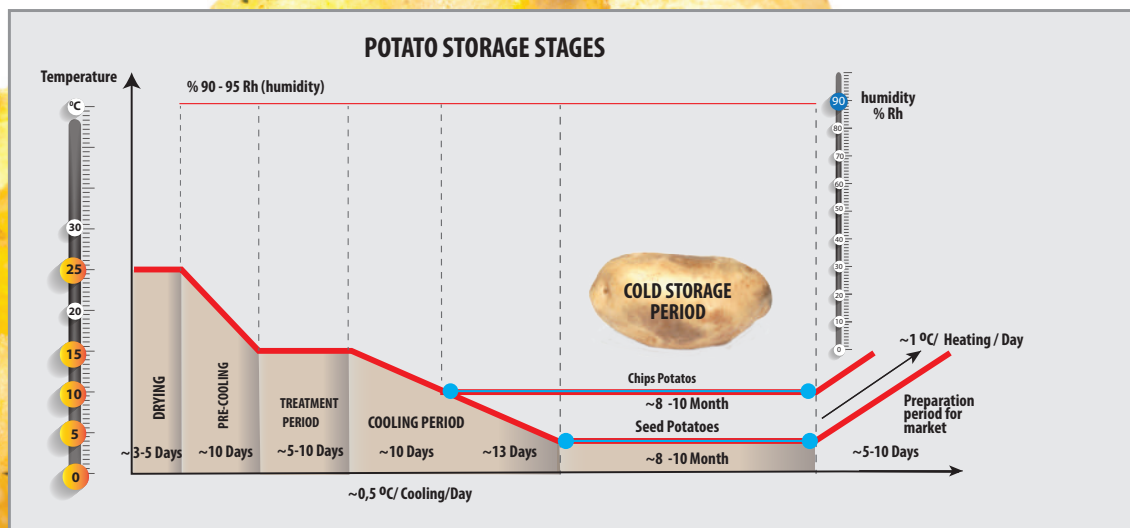 POTATO STORAGE STAGES
Temperature
% 90 - 95 Rh (humidity)
ºC
30
25
20
15
10
5
0
90
80
70
60
50
40
30
20
10
0
humidity
% Rh
COLD STORAGE
PERIOD
~1 ºC/ Heating / Day
Chips Potatos
~8 -10 Month
Seed Potatoes
~8 -10 Month
Preparation
period for
market
~5-10 Days
DRYING
~3-5 Days
PRE-COOLING
~10 Days
TREATMENT
PERIOD
~5-10 Days
COOLING PERIOD
~10 Days
~13 Days
~0,5 ºC/ Cooling/Day